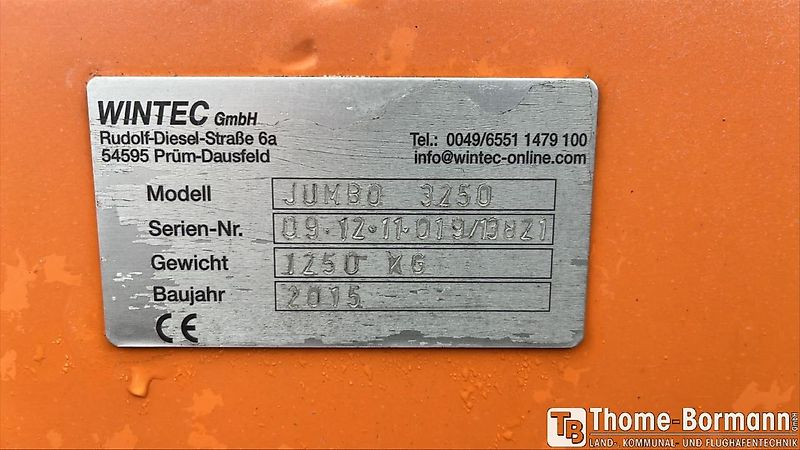 WINTEC GmbH
Rudolf-Diesel-Straße 6a
54595 Prüm-Dausfeld
Tel.: 0049/6551 1479 100
info@wintec-online.com
Modell JUMBO 3250
Serien-Nr. 09.12.11.019/13HZ1
Gewicht 1250 KG
Baujahr 2015
CE
TB Thome-Bormann GmbH
LAND-, KOMMUNAL- UND FLUGHAFENTECHNIK